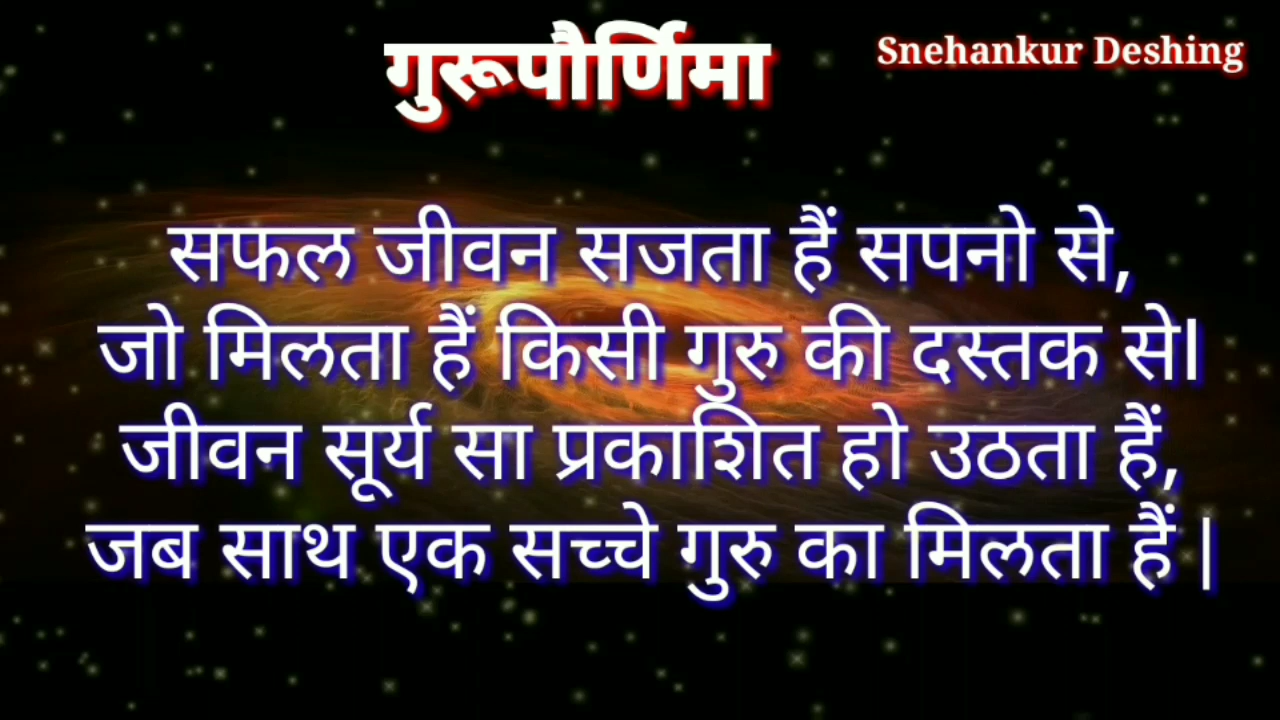 गुरूपौर्णिमा
Snehankur Deshing
सफल जीवन सजता हैं सपनो से,
जो मिलता हैं किसी गुरु की दस्तक से।
जीवन सूर्य सा प्रकाशित हो उठता हैं,
जब साथ एक सच्चे गुरु का मिलता हैं |